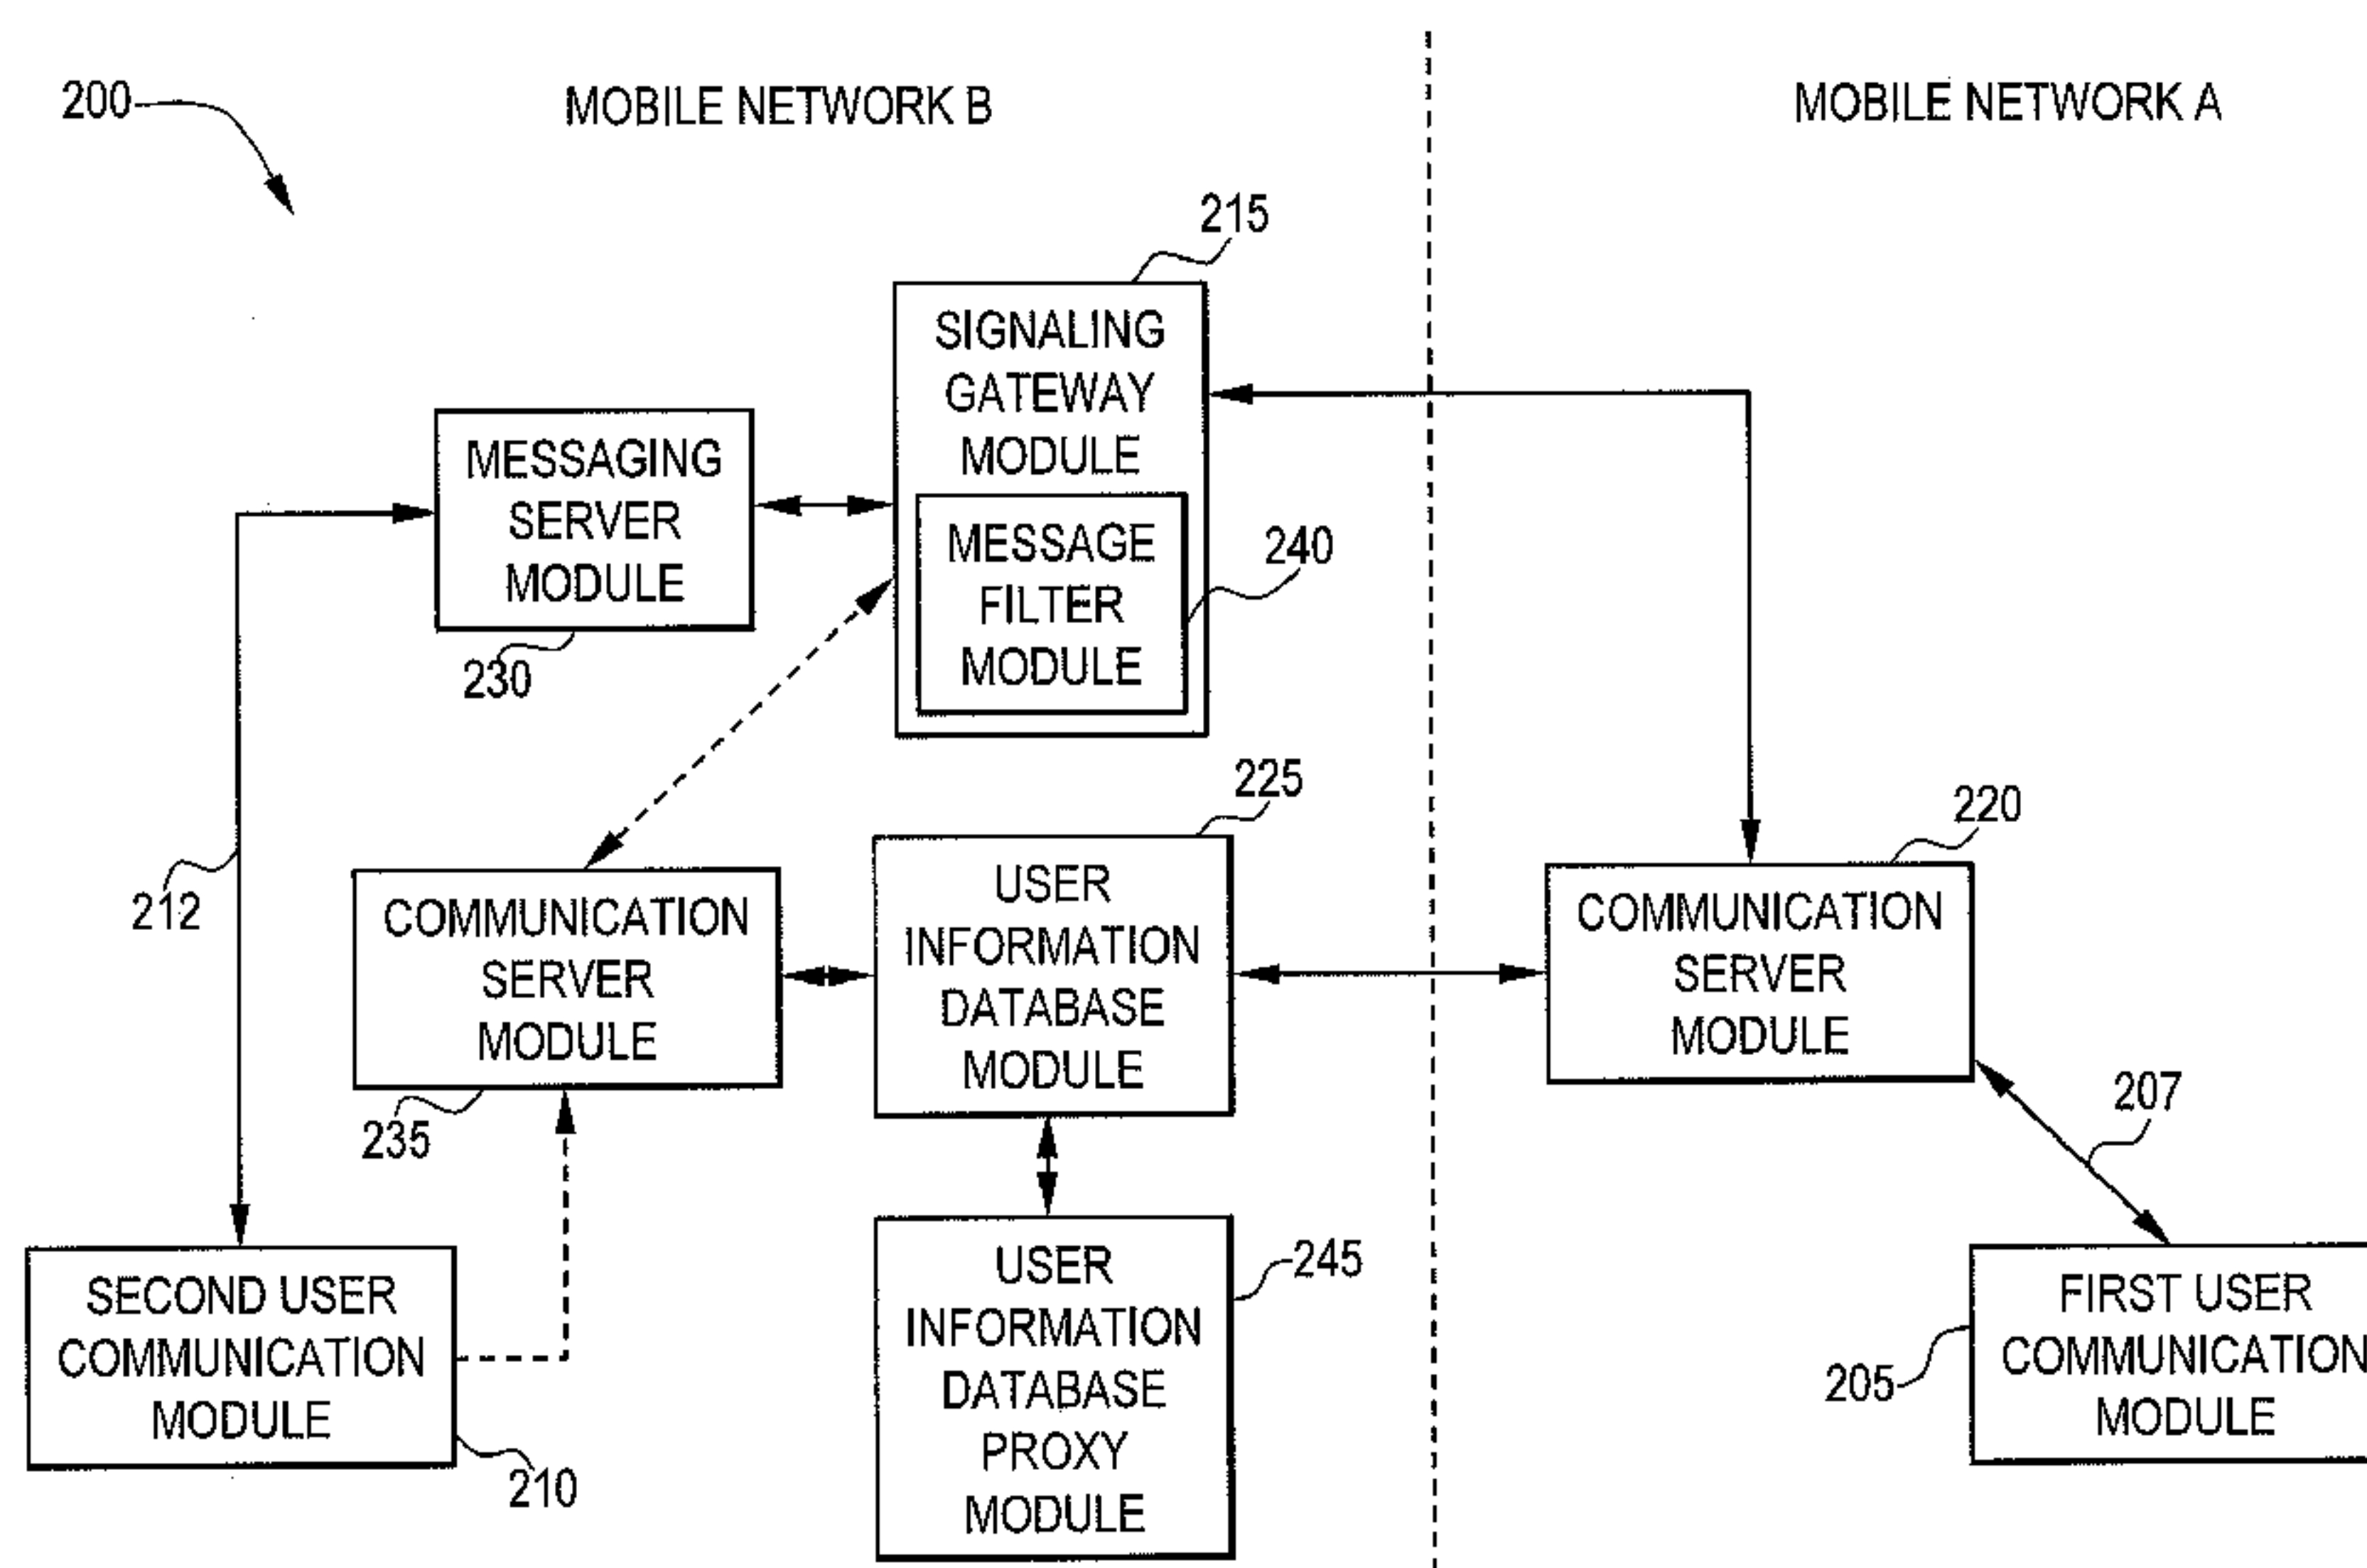 200
MOBILE NETWORK B
MOBILE NETWORK A
215
SIGNALING
GATEWAY
MODULE
MESSAGING
SERVER
MODULE
230
MESSAGE
FILTER
MODULE
240
212
225
220
COMMUNICATION
SERVER
MODULE
235
USER
INFORMATION
DATABASE
MODULE
COMMUNICATION
SERVER
MODULE
207
SECOND USER
COMMUNICATION
MODULE
210
USER
INFORMATION
DATABASE
PROXY
MODULE
245
205
FIRST USER
COMMUNICATION
MODULE